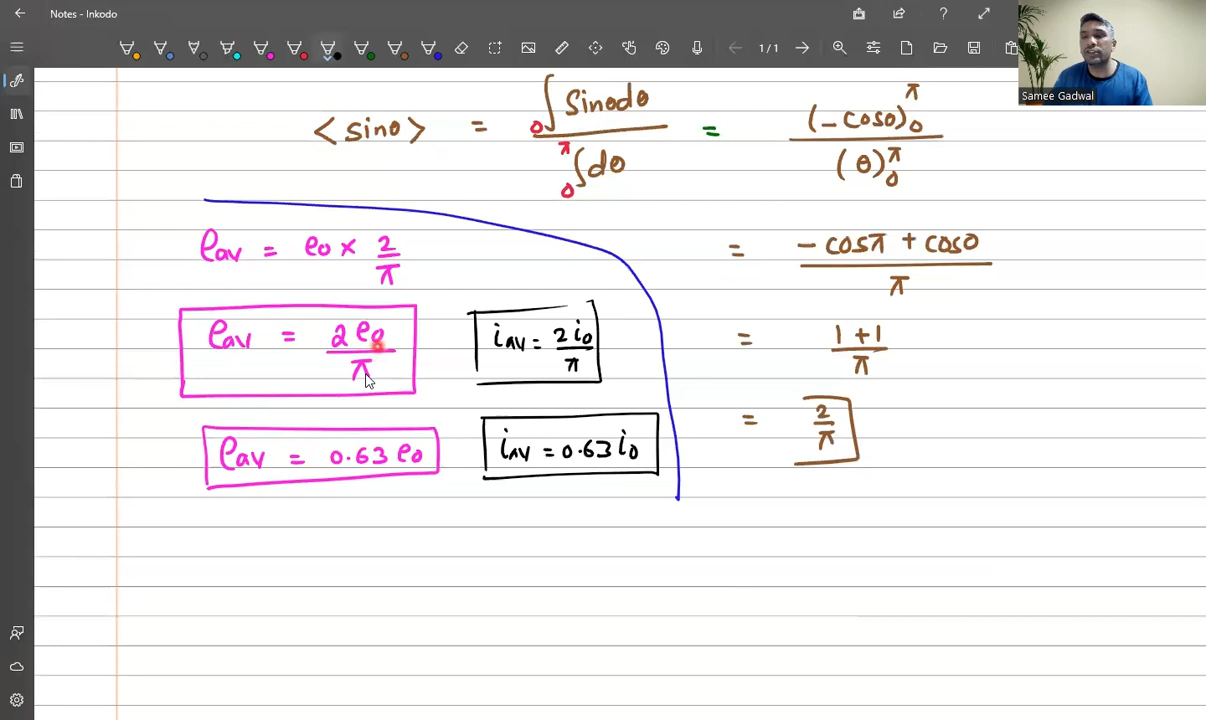 Notes - Inkodo
1/1
Samee Gadwal
<sinθ> = ∫ Sinθdθ / π ∫ dθ = (-cosθ) π 0 / (θ) π 0
0
0
eav = e0 × 2/π
= -cosπ + cos0 / π
eav = 2e0/π
iav = 2i0/π
= 1+1/π
eav = 0.63 e0
iav = 0.63 i0
= 2/π